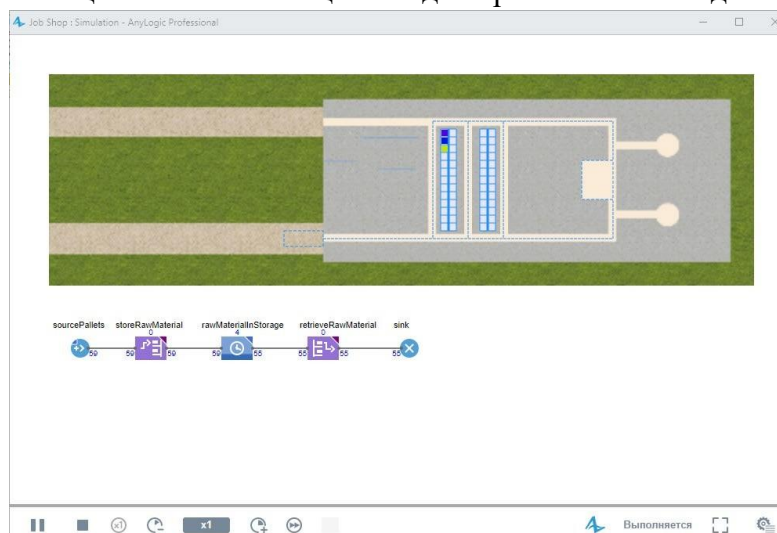 Job Shop : Simulation - AnyLogic Professional
sourcePallets storeRawMaterial rawMaterialInStorage retrieveRawMaterial sink
0 4 0
59 59 59 59 55 55 55 55
x1 x1 Выполняется